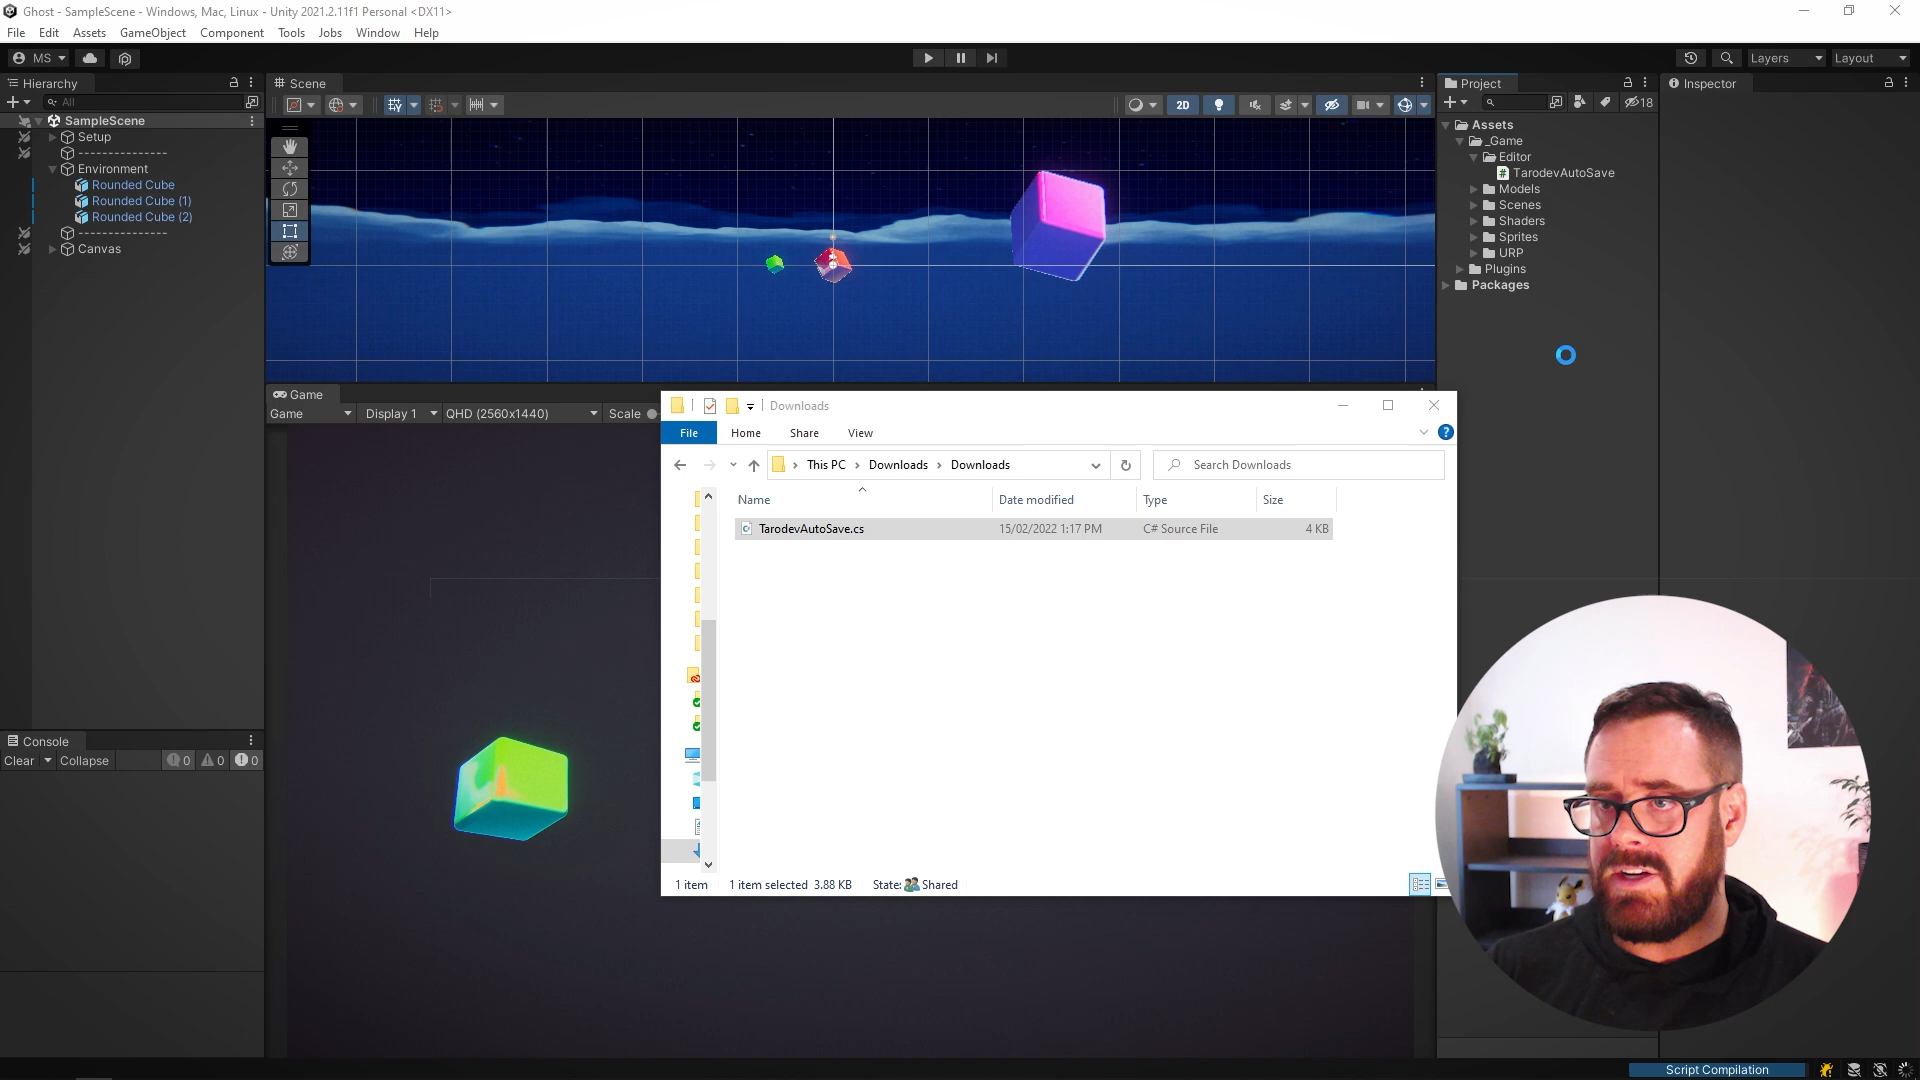 Ghost - SampleScene - Windows, Mac, Linux - Unity 2021.2.11f1 Personal <DX11>
File Edit Assets GameObject Component Tools Jobs Window Help
MS Layers Layout
Hierarchy
All
SampleScene
Setup
---------------
Environment
Rounded Cube
Rounded Cube (1)
Rounded Cube (2)
---------------
Canvas
Scene
2D
Game
Game Display 1 QHD (2560x1440) Scale
Project
18
Assets
_Game
Editor
TarodevAutoSave
Models
Scenes
Shaders
Sprites
URP
Plugins
Packages
Inspector
Downloads
File Home Share View
This PC Downloads Downloads
Search Downloads
Name Date modified Type Size
TarodevAutoSave.cs 15/02/2022 1:17 PM C# Source File 4 KB
1 item 1 item selected 3.88 KB State: Shared
Console
Clear Collapse 0 0 0
Script Compilation